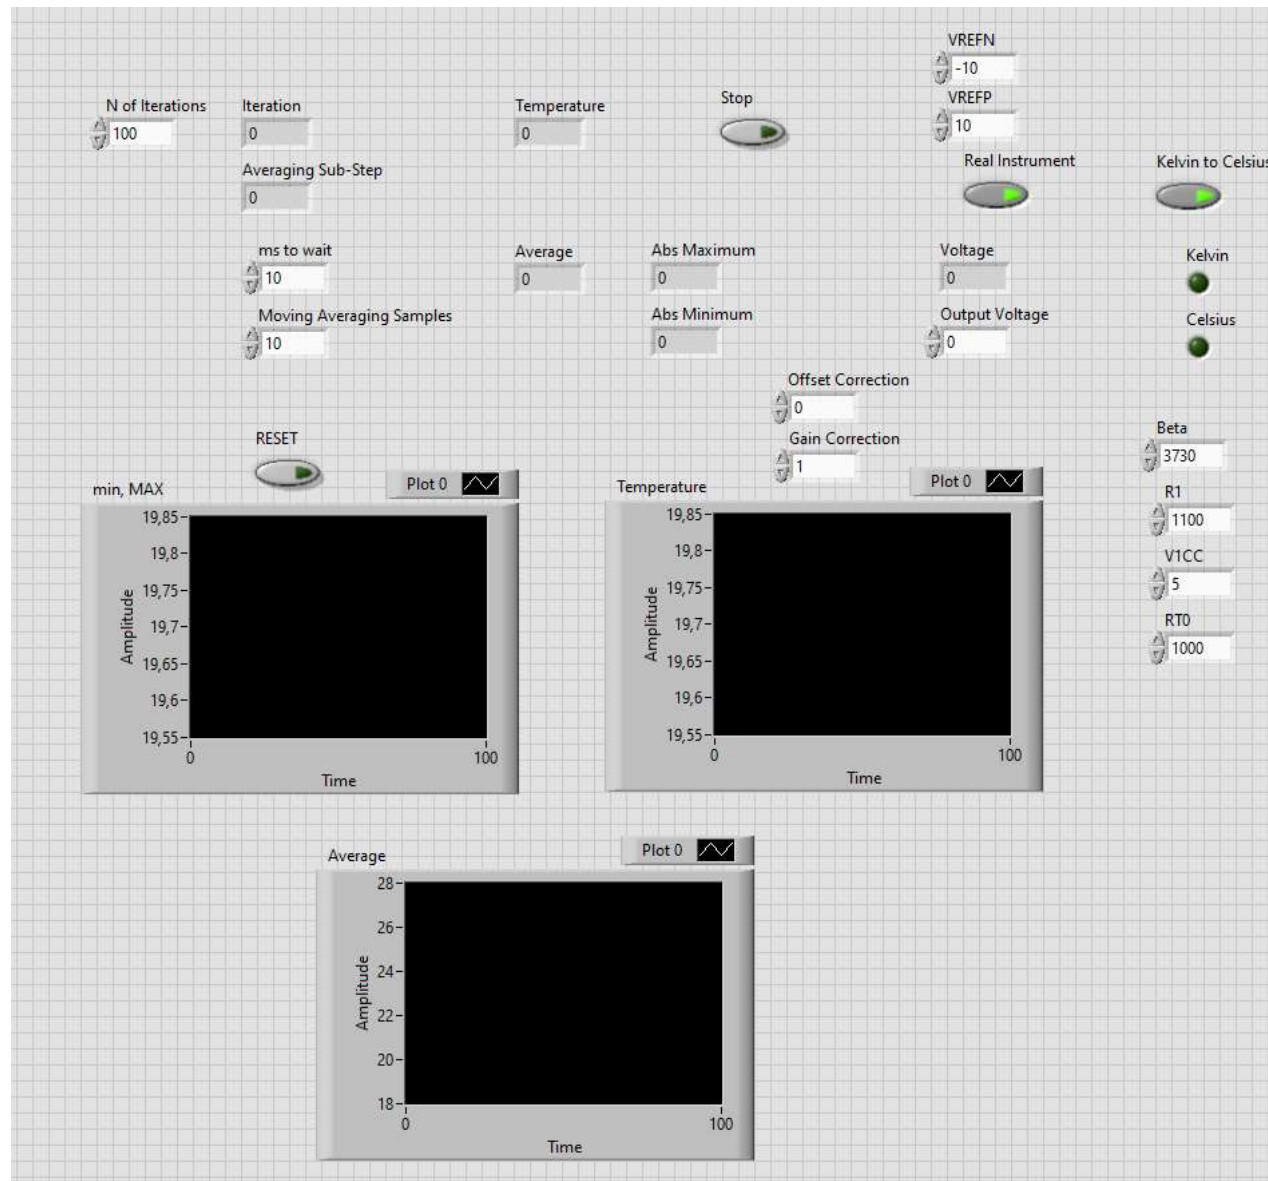 VREFN
-10
N of Iterations
100
Iteration
0
Temperature
0
Stop
VREFP
10
Averaging Sub-Step
0
Real Instrument
Kelvin to Celsius
ms to wait
10
Average
0
Abs Maximum
0
Voltage
0
Kelvin
Moving Averaging Samples
10
Abs Minimum
0
Output Voltage
0
Celsius
Offset Correction
0
RESET
Gain Correction
1
Beta
3730
R1
1100
V1CC
5
RT0
1000
min, MAX
Plot 0
19,85
19,8
19,75
19,7
19,65
19,6
19,55
Amplitude
0
100
Time
Temperature
Plot 0
19,85
19,8
19,75
19,7
19,65
19,6
19,55
Amplitude
0
100
Time
Average
Plot 0
28
26
24
22
20
18
Amplitude
0
100
Time